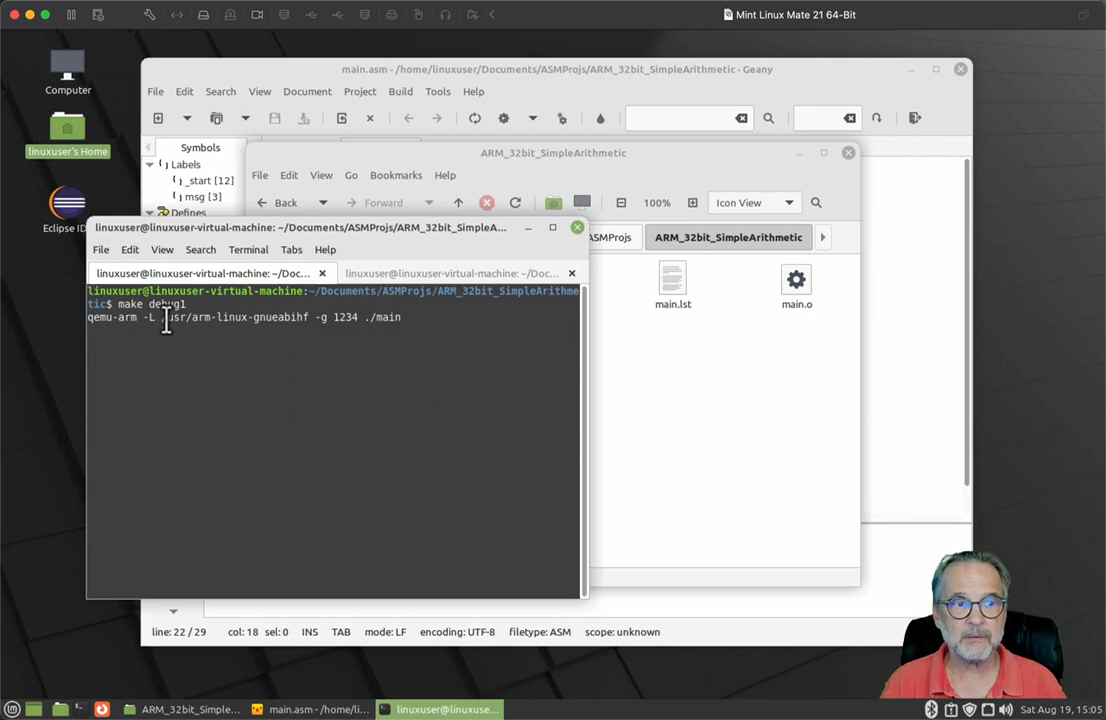 Mint Linux Mate 21 64-Bit
Computer
linuxuser's Home
Eclipse ID
main.asm - /home/linuxuser/Documents/ASMProjs/ARM_32bit_SimpleArithmetic - Geany
File Edit Search View Document Project Build Tools Help
Symbols
Labels
_start [12]
msg [3]
Defines
ARM_32bit_SimpleArithmetic
File Edit View Go Bookmarks Help
Back Forward 100% Icon View
ASMProjs ARM_32bit_SimpleArithmetic
main.lst main.o
linuxuser@linuxuser-virtual-machine: ~/Documents/ASMProjs/ARM_32bit_SimpleA...
File Edit View Search Terminal Tabs Help
linuxuser@linuxuser-virtual-machine: ~/Doc... linuxuser@linuxuser-virtual-machine: ~/Doc...
linuxuser@linuxuser-virtual-machine:~/Documents/ASMProjs/ARM_32bit_SimpleArithme
tic$ make debug1
qemu-arm -L /usr/arm-linux-gnueabihf -g 1234 ./main
line: 22 / 29 col: 18 sel: 0 INS TAB mode: LF encoding: UTF-8 filetype: ASM scope: unknown
ARM_32bit_Simple... main.asm - /home/li... linuxuser@linuxuse... Sat Aug 19, 15:05